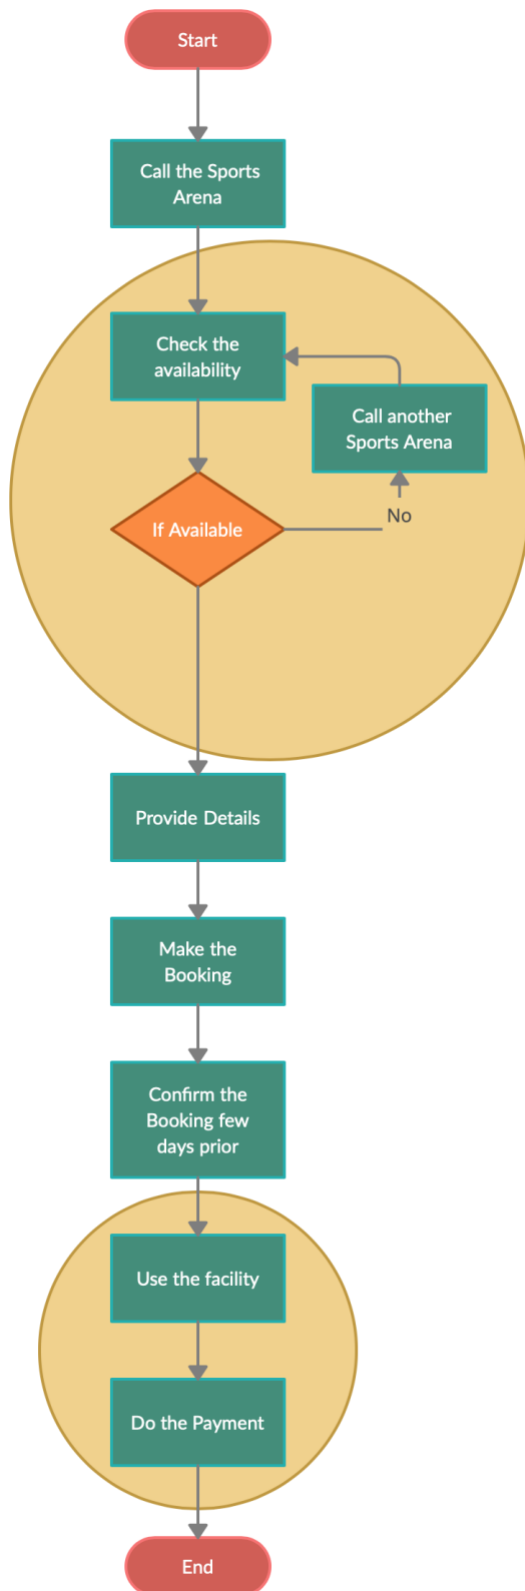 Start
Call the Sports
Arena
Check the
availability
Call another
Sports Arena
If Available
No
Provide Details
Make the
Booking
Confirm the
Booking few
days prior
Use the facility
Do the Payment
End